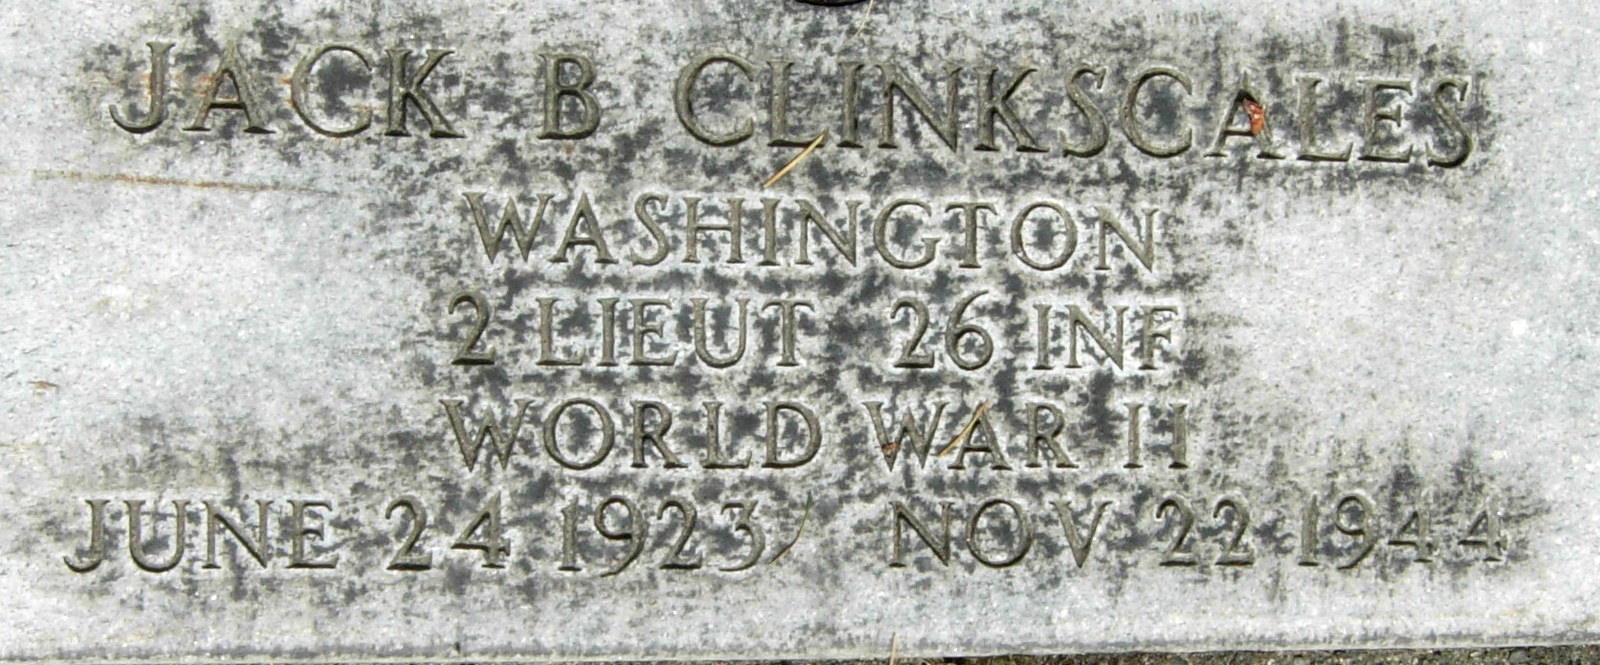 JACK B CLINKSCALES
WASHINGTON
2 LIEUT 26 INF
WORLD WAR II
JUNE 24 1923 NOV 22 1944